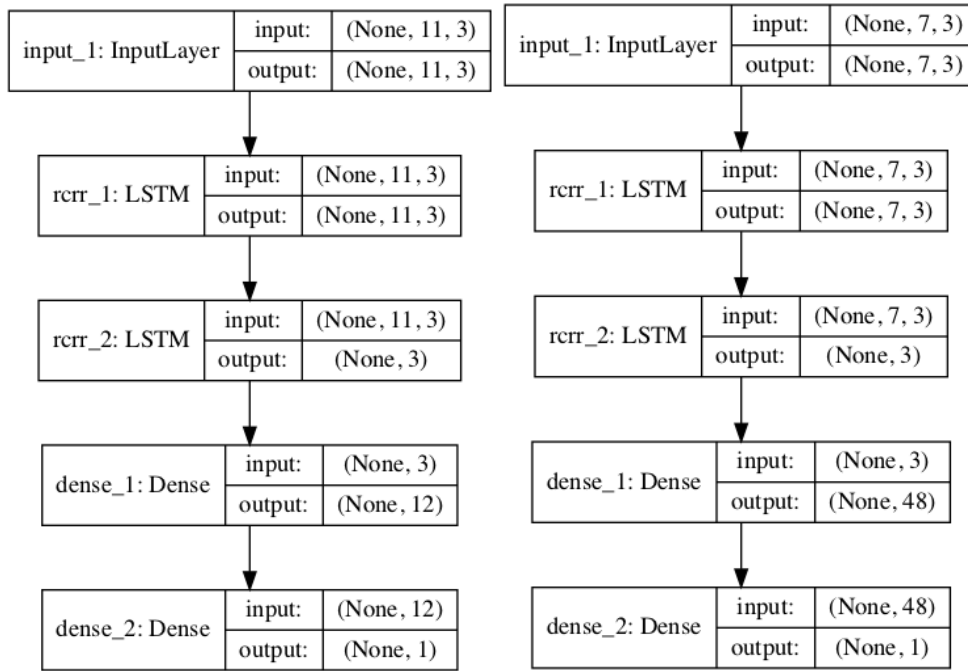 input_1: InputLayer
input: (None, 11, 3)
output: (None, 11, 3)
rcrr_1: LSTM
input: (None, 11, 3)
output: (None, 11, 3)
rcrr_2: LSTM
input: (None, 11, 3)
output: (None, 3)
dense_1: Dense
input: (None, 3)
output: (None, 12)
dense_2: Dense
input: (None, 12)
output: (None, 1)
input_1: InputLayer
input: (None, 7, 3)
output: (None, 7, 3)
rcrr_1: LSTM
input: (None, 7, 3)
output: (None, 7, 3)
rcrr_2: LSTM
input: (None, 7, 3)
output: (None, 3)
dense_1: Dense
input: (None, 3)
output: (None, 48)
dense_2: Dense
input: (None, 48)
output: (None, 1)